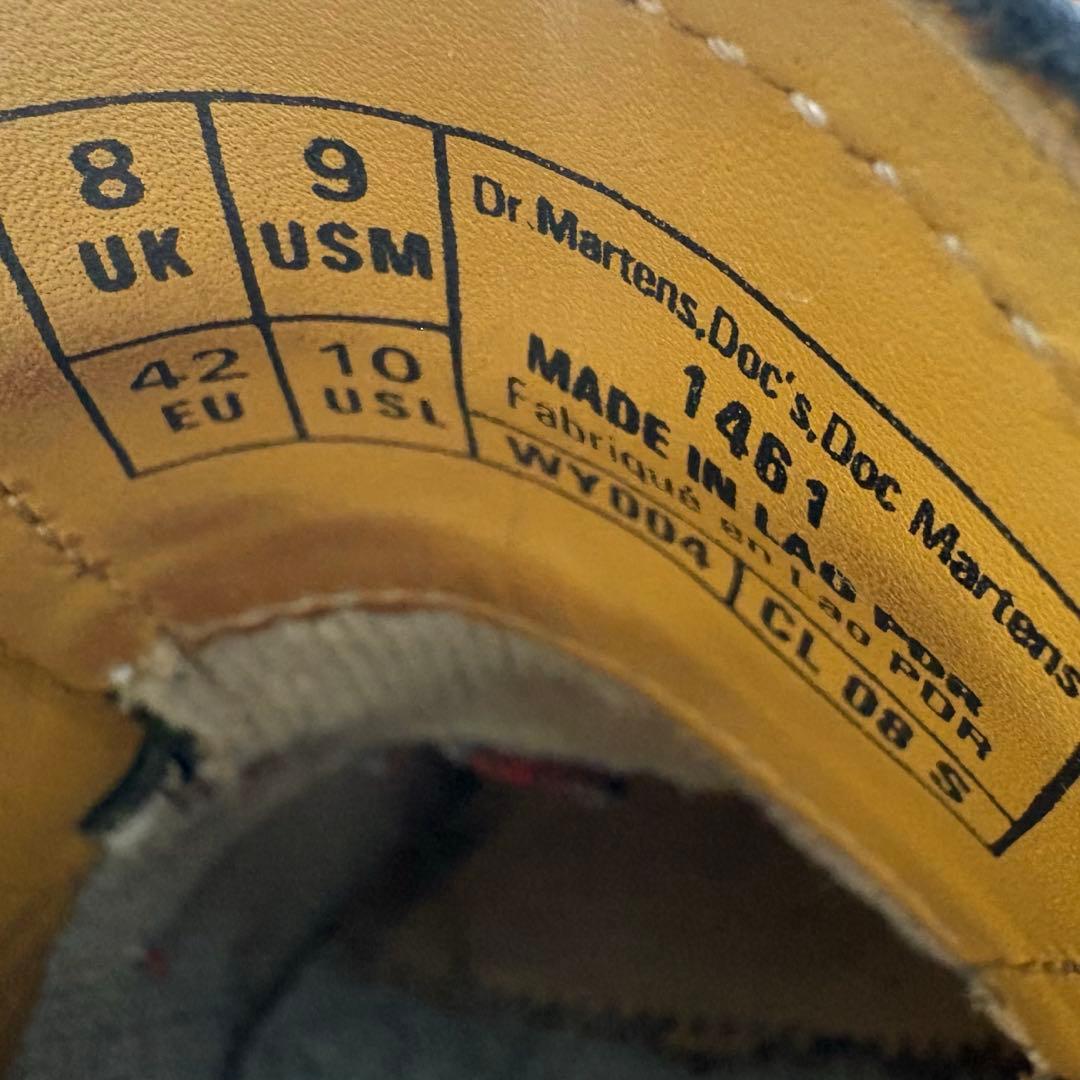 8
UK
9
USM
42
EU
10
USL
Dr.Martens,Doc's,Doc Martens
1461
MADE IN LAO PDR
Fabriqué en Lao PDR
WY004
CL 08 S